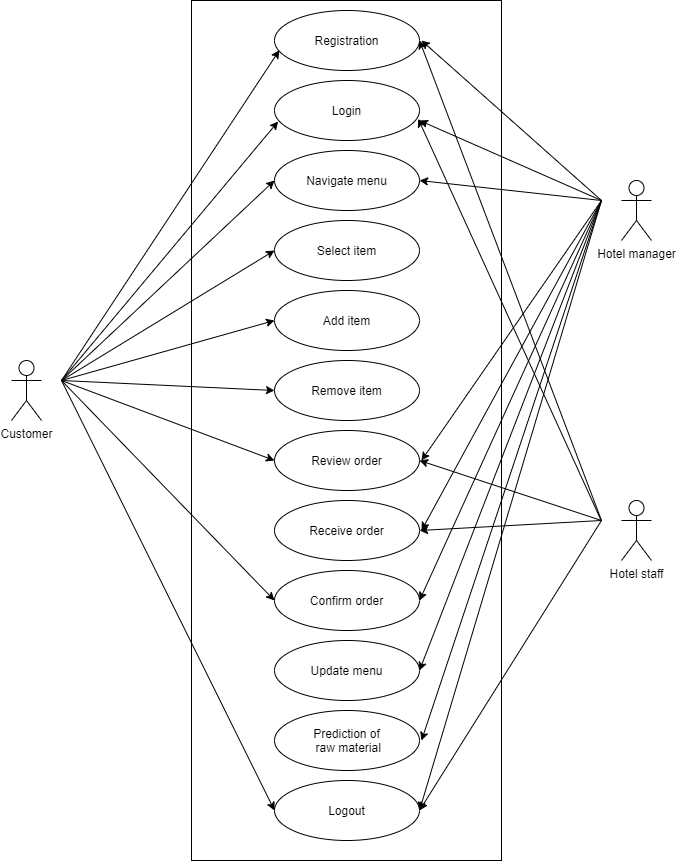 Registration
Login
Navigate menu
Select item
Add item
Remove item
Review order
Receive order
Confirm order
Update menu
Prediction of
raw material
Logout
Customer
Hotel manager
Hotel staff